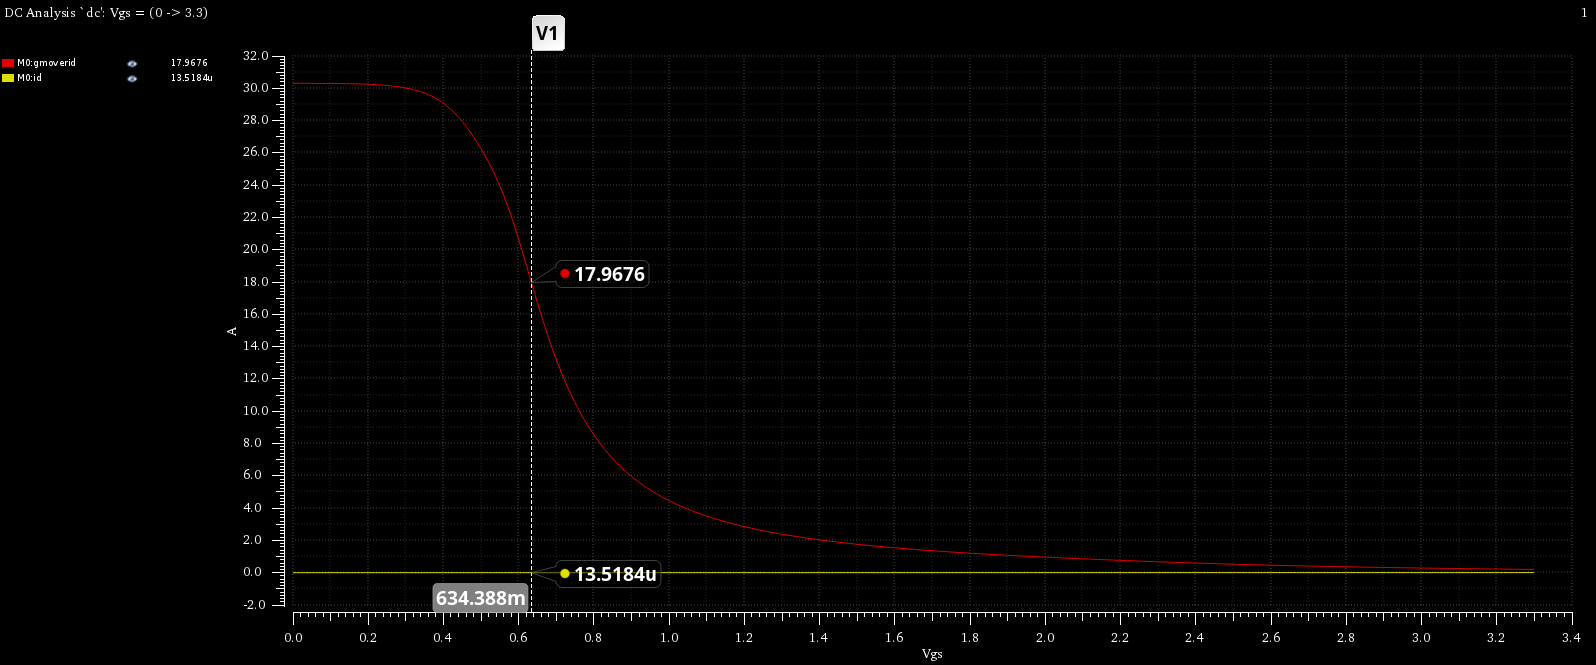 DC Analysis `dc': Vgs = (0 -> 3.3)
1
V1
M0:gmoverid 17.9676
M0:id 13.5184u
32.0
30.0
28.0
26.0
24.0
22.0
20.0
18.0
16.0
14.0
12.0
10.0
8.0
6.0
4.0
2.0
0.0
-2.0
A
17.9676
13.5184u
634.388m
0.0 0.2 0.4 0.6 0.8 1.0 1.2 1.4 1.6 1.8 2.0 2.2 2.4 2.6 2.8 3.0 3.2 3.4
Vgs